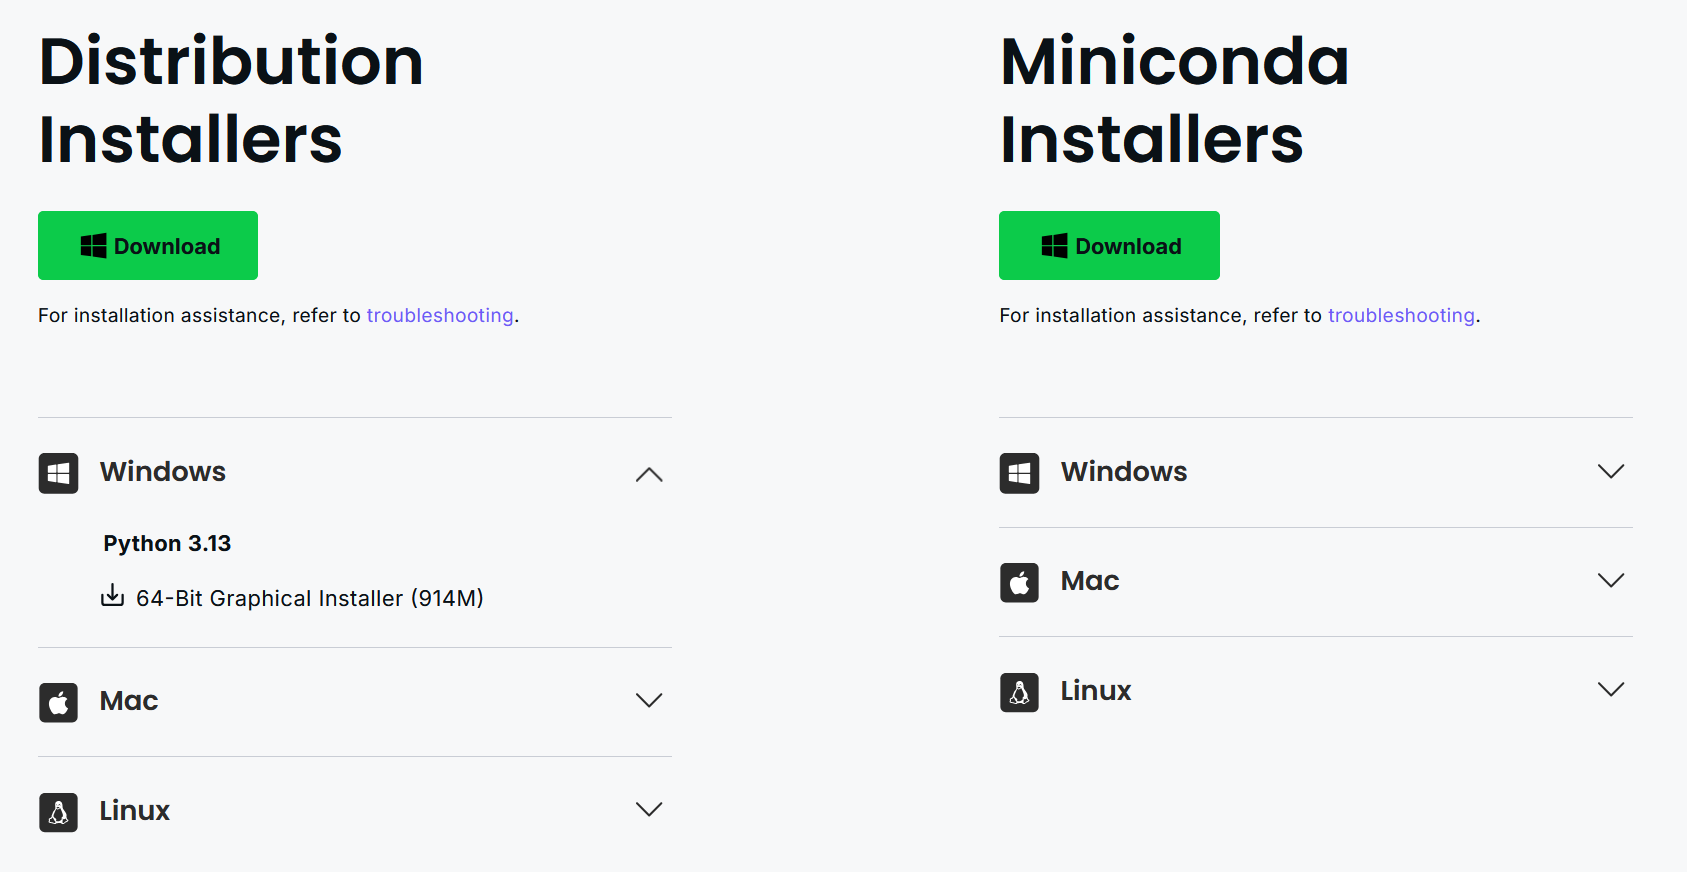 Distribution
Installers
Download
For installation assistance, refer to troubleshooting.
Windows
Python 3.13
64-Bit Graphical Installer (914M)
Mac
Linux
Miniconda
Installers
Download
For installation assistance, refer to troubleshooting.
Windows
Mac
Linux